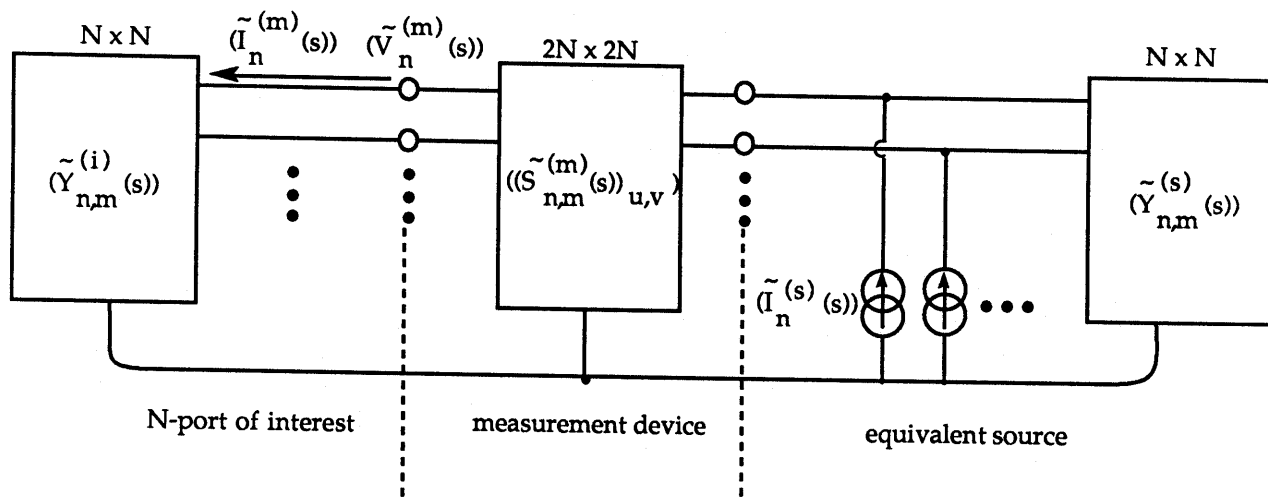 N x N
(Ĩ_n^(m)(s))
(Ṽ_n^(m)(s))
2N x 2N
N x N
(Ỹ_n,m^(i)(s))
((S̃_n,m^(m)(s))_u,v)
(Ỹ_n,m^(s)(s))
(Ĩ_n^(s)(s))
N-port of interest
measurement device
equivalent source